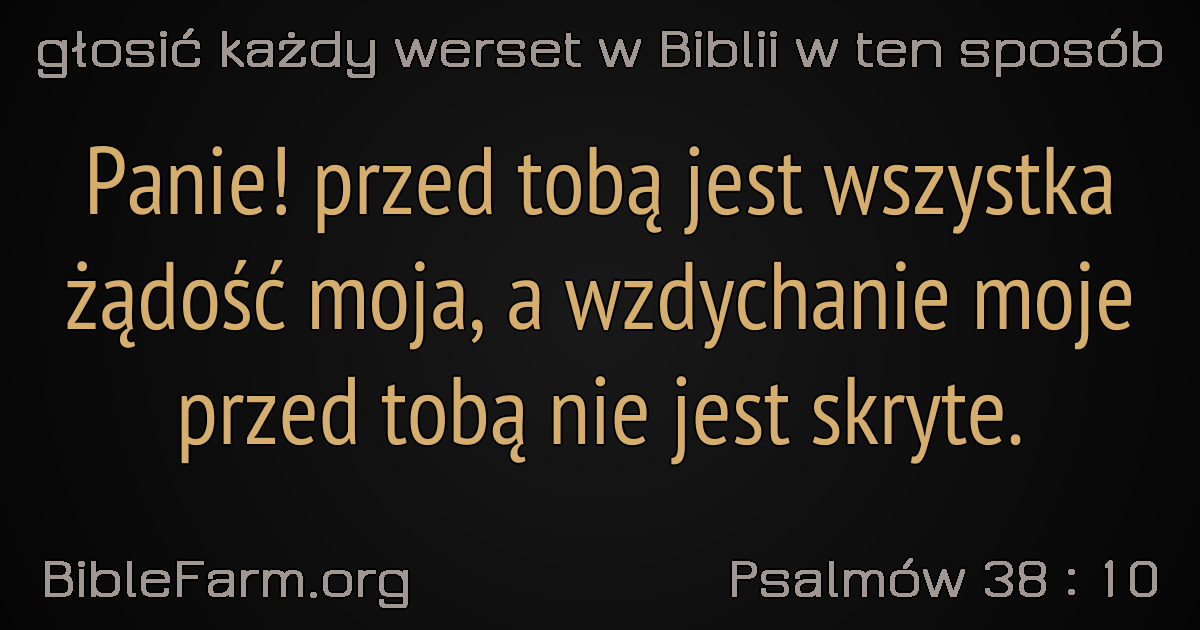 głosić każdy werset w Biblii w ten sposób
Panie! przed tobą jest wszystka
żądość moja, a wzdychanie moje
przed tobą nie jest skryte.
BibleFarm.org
Psalmów 38 : 10